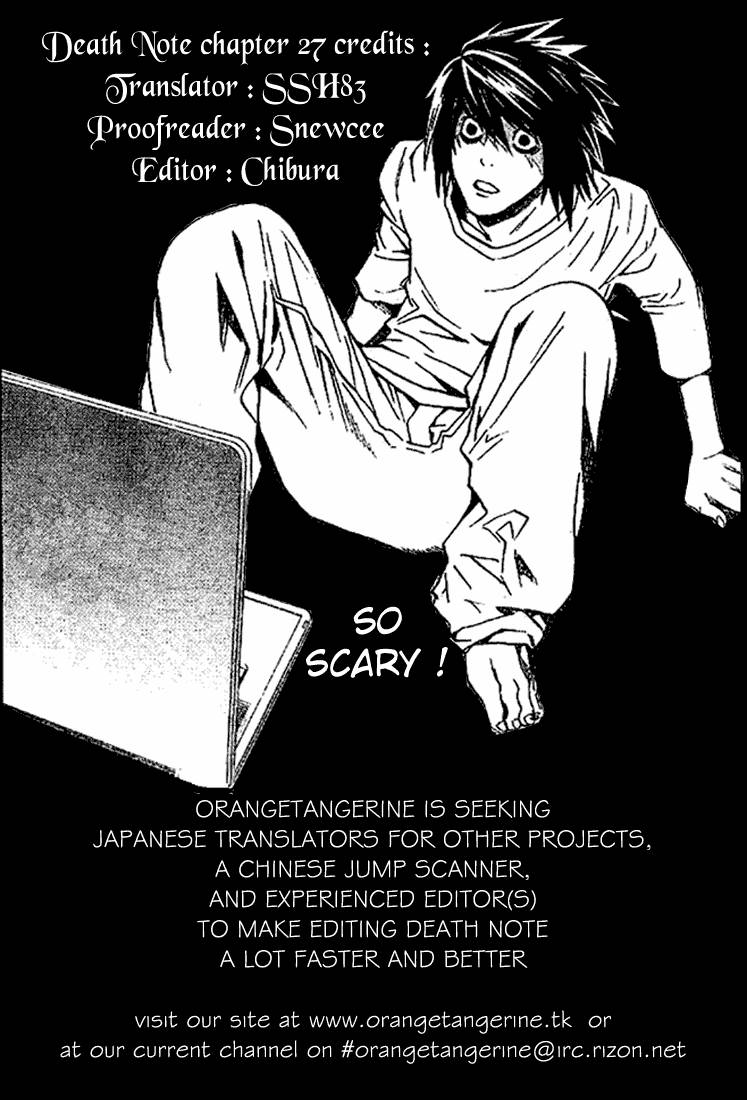 Death Note chapter 27 credits :
Translator : SSH83
Proofreader : Snewcee
Editor : Chibura
SO
SCARY !
ORANGETANGERINE IS SEEKING
JAPANESE TRANSLATORS FOR OTHER PROJECTS,
A CHINESE JUMP SCANNER,
AND EXPERIENCED EDITOR(S)
TO MAKE EDITING DEATH NOTE
A LOT FASTER AND BETTER
visit our site at www.orangetangerine.tk or
at our current channel on #orangetangerine@irc.rizon.net